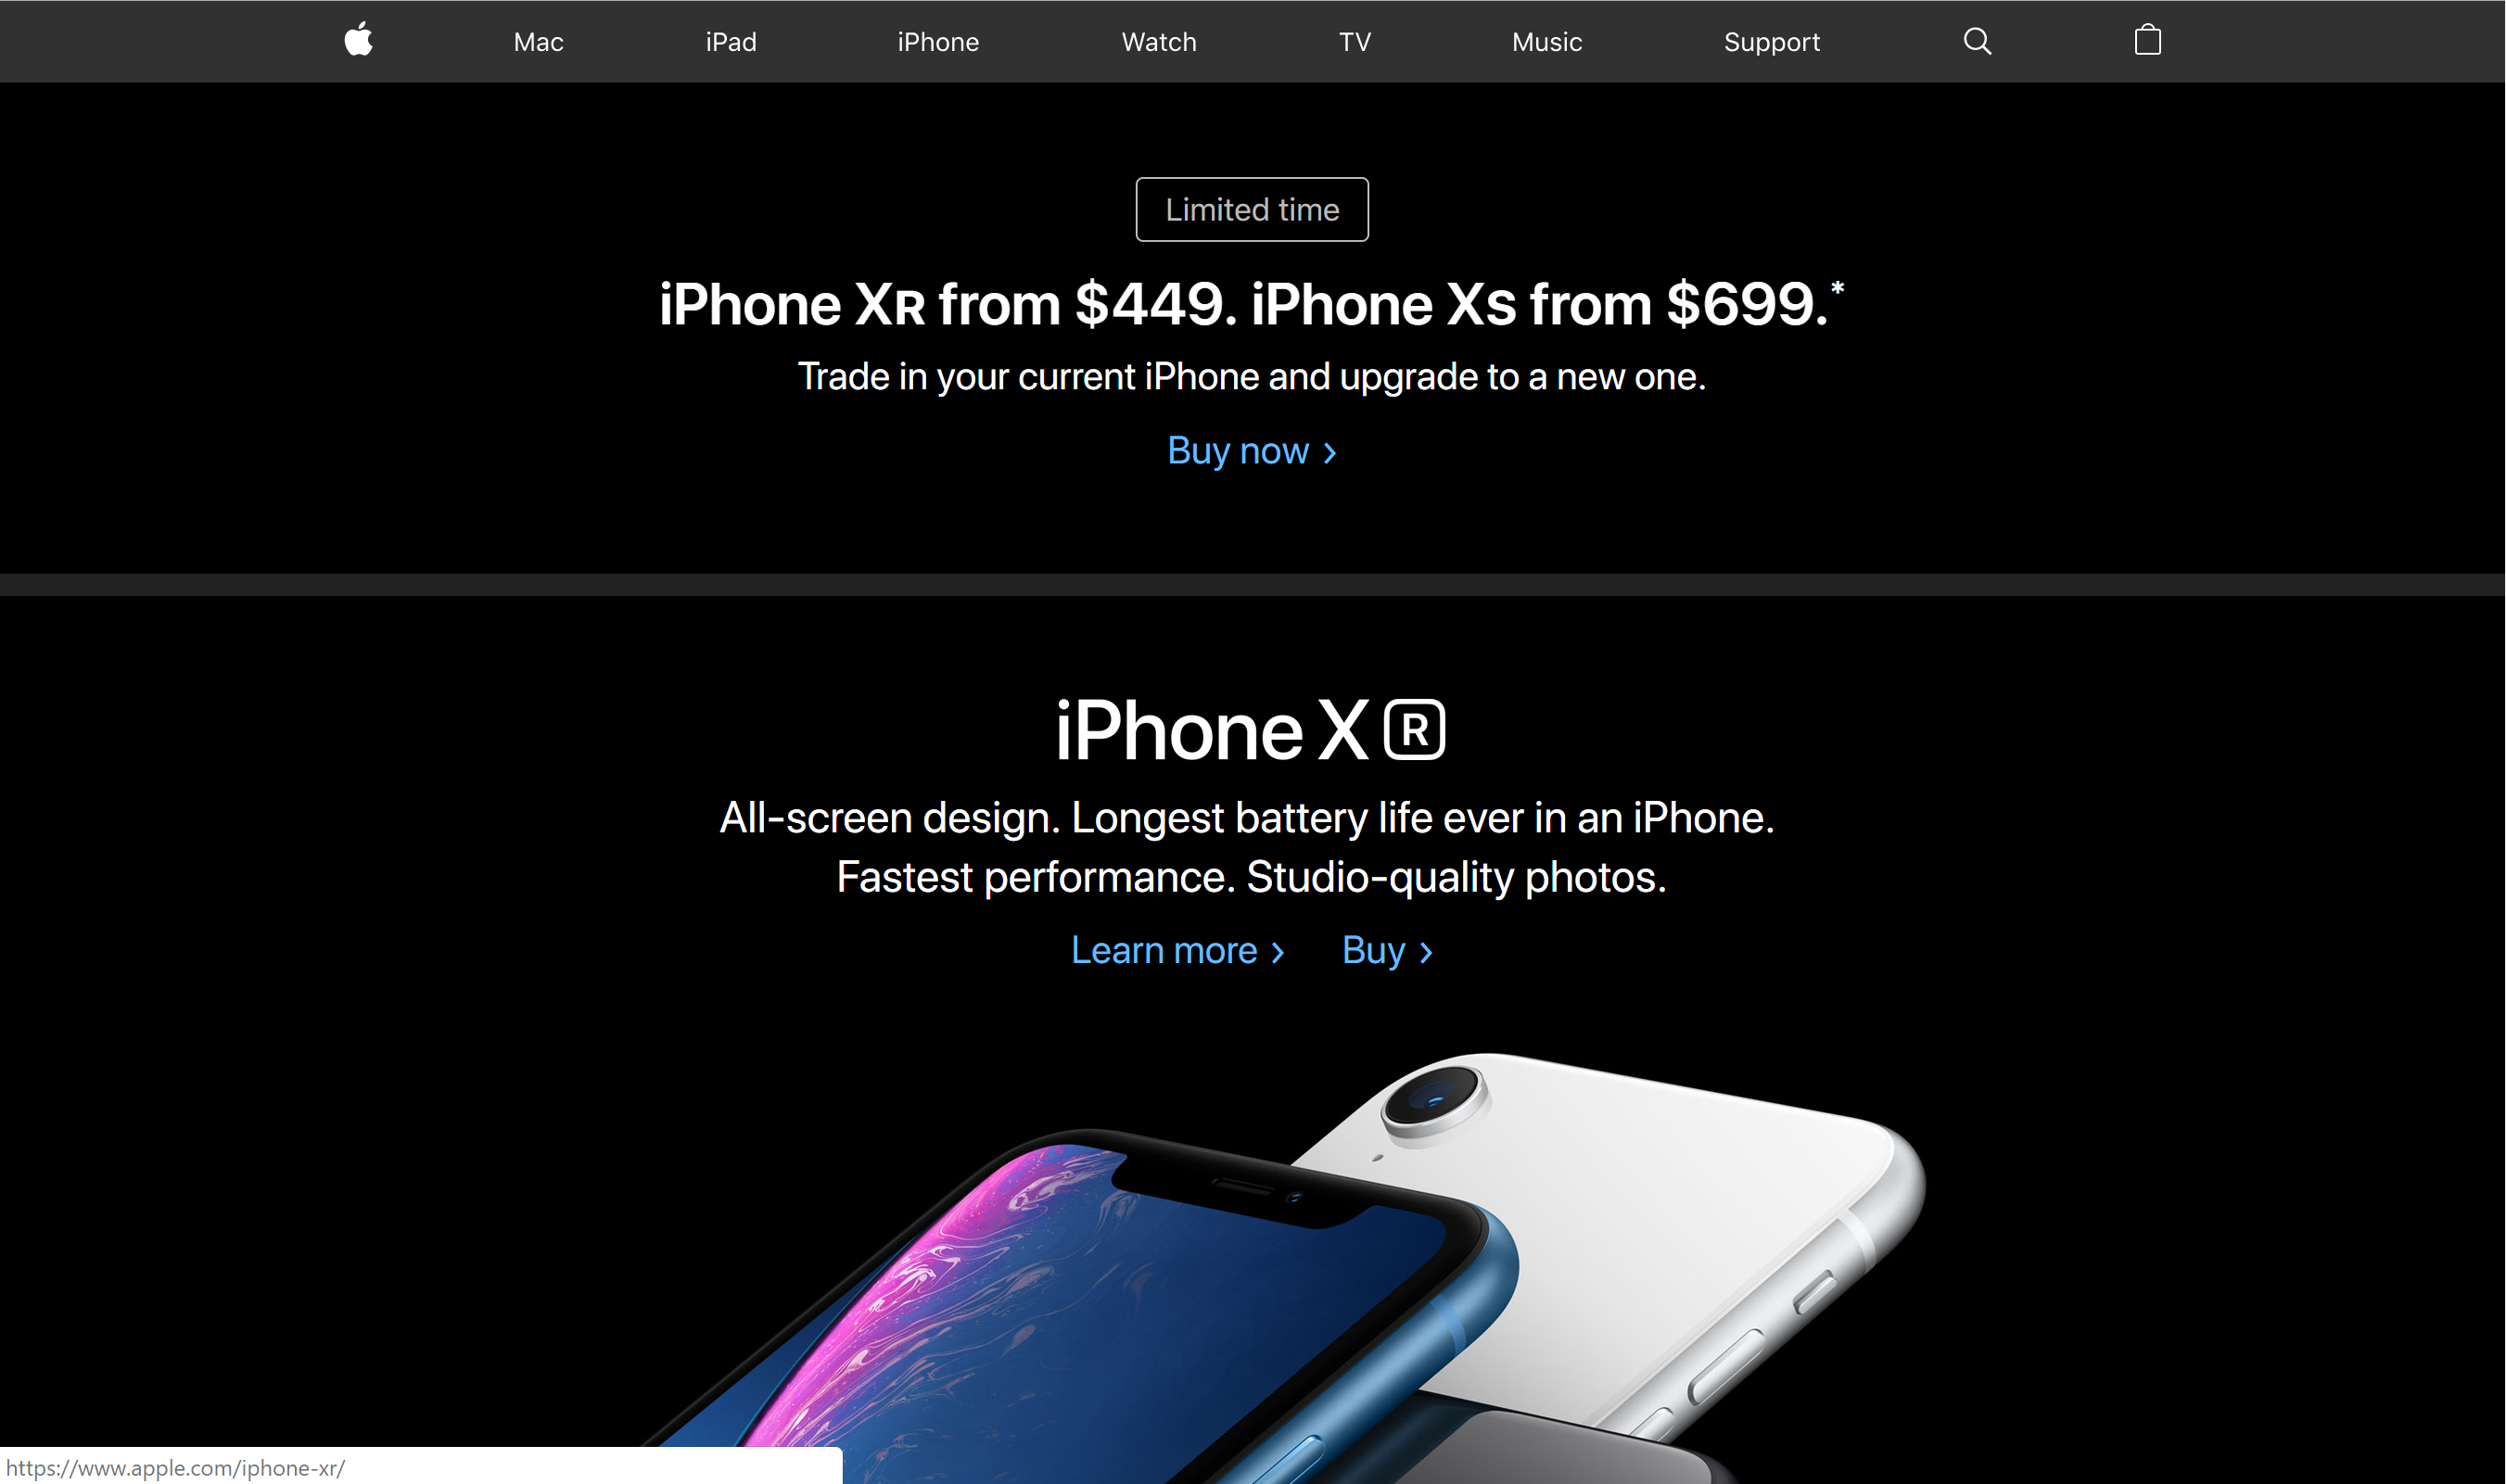 Mac iPad iPhone Watch TV Music Support
Limited time
iPhone XR from $449. iPhone XS from $699.*
Trade in your current iPhone and upgrade to a new one.
Buy now >
iPhone XR
All-screen design. Longest battery life ever in an iPhone.
Fastest performance. Studio-quality photos.
Learn more > Buy >
https://www.apple.com/iphone-xr/